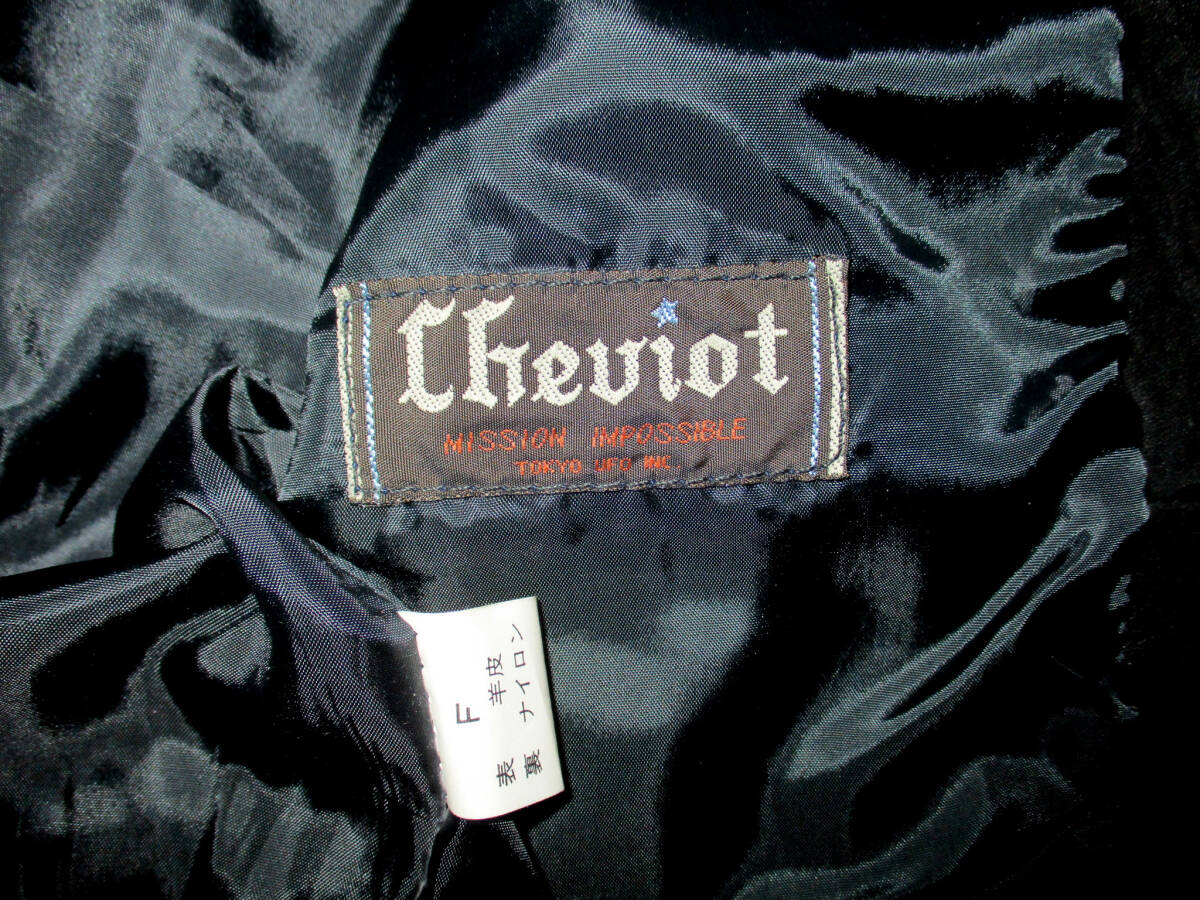 Cheviot
MISSION IMPOSSIBLE
TOKYO UFO INC.
F
表 羊皮
裏 ナイロン